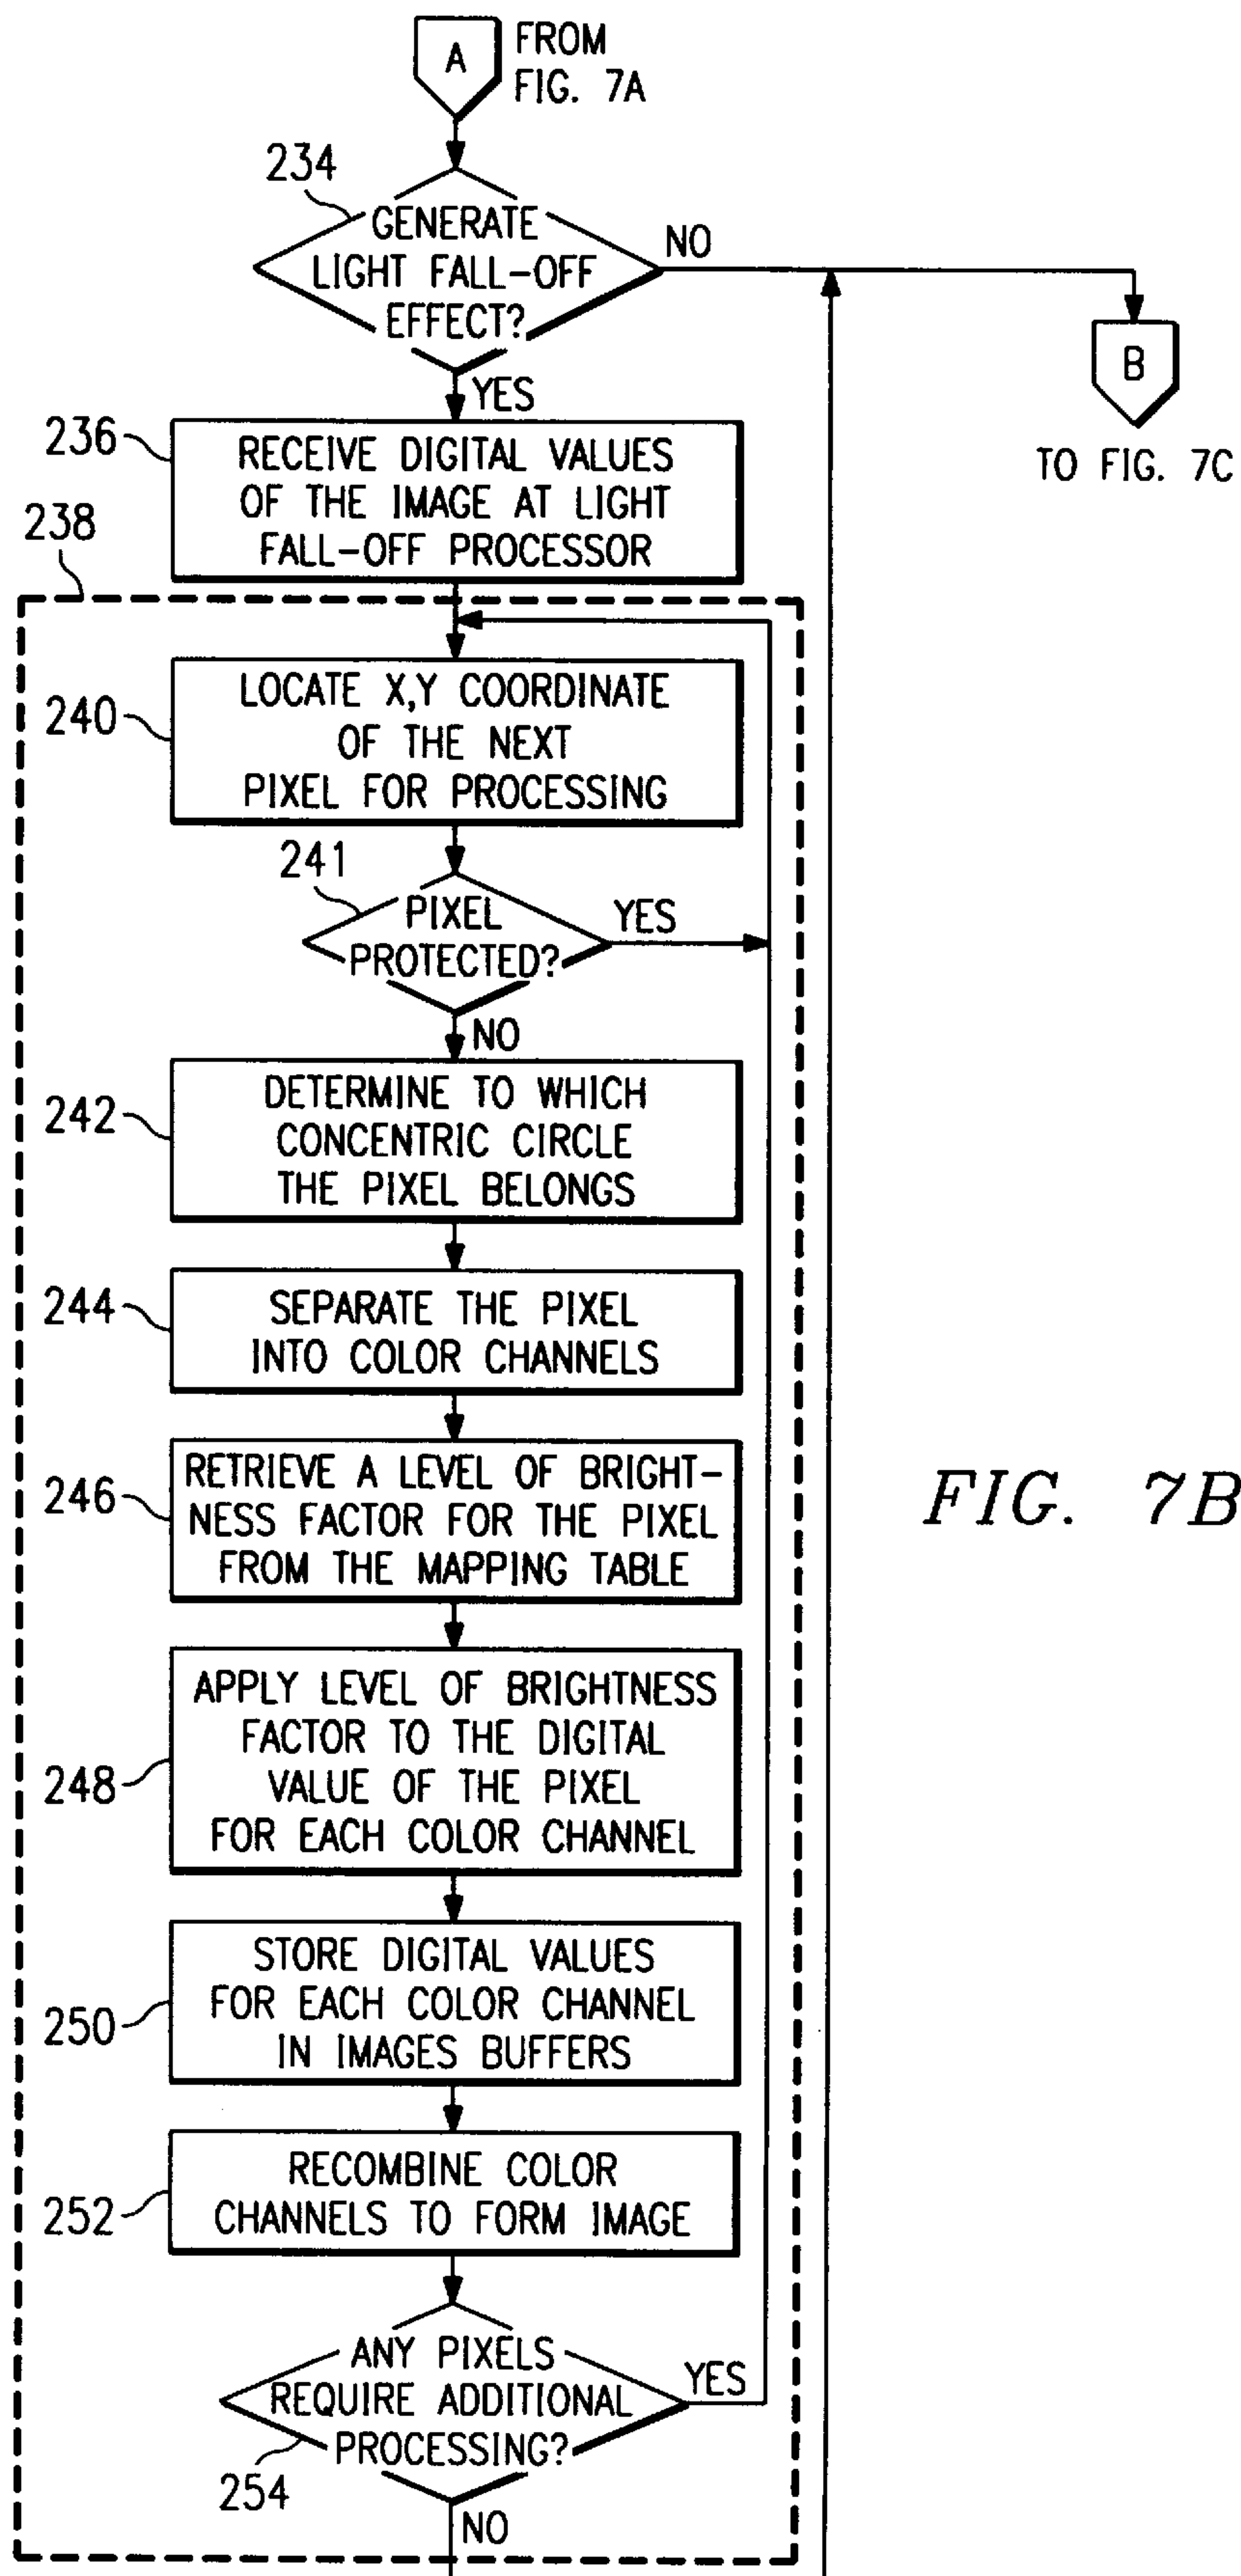 A
FROM
FIG. 7A
234
GENERATE
LIGHT FALL-OFF
EFFECT?
NO
B
TO FIG. 7C
YES
236
RECEIVE DIGITAL VALUES
OF THE IMAGE AT LIGHT
FALL-OFF PROCESSOR
238
240
LOCATE X,Y COORDINATE
OF THE NEXT
PIXEL FOR PROCESSING
241
PIXEL
PROTECTED?
YES
NO
242
DETERMINE TO WHICH
CONCENTRIC CIRCLE
THE PIXEL BELONGS
244
SEPARATE THE PIXEL
INTO COLOR CHANNELS
246
RETRIEVE A LEVEL OF BRIGHT-
NESS FACTOR FOR THE PIXEL
FROM THE MAPPING TABLE
FIG. 7B
248
APPLY LEVEL OF BRIGHTNESS
FACTOR TO THE DIGITAL
VALUE OF THE PIXEL
FOR EACH COLOR CHANNEL
250
STORE DIGITAL VALUES
FOR EACH COLOR CHANNEL
IN IMAGES BUFFERS
252
RECOMBINE COLOR
CHANNELS TO FORM IMAGE
ANY PIXELS
REQUIRE ADDITIONAL
PROCESSING?
YES
254
NO